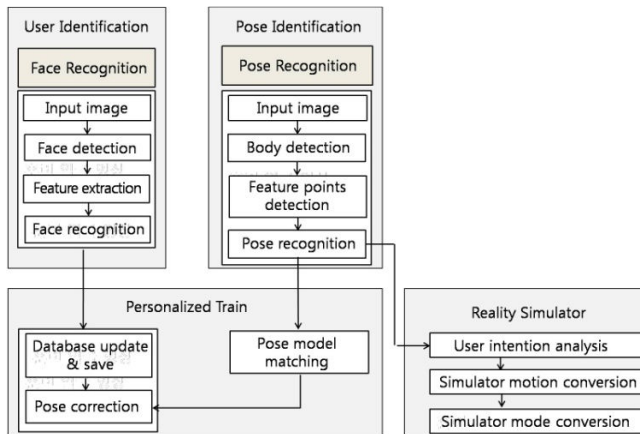 User Identification
Face Recognition
Input image
Face detection
Feature extraction
Face recognition
Pose Identification
Pose Recognition
Input image
Body detection
Feature points
detection
Pose recognition
Personalized Train
Database update
& save
Pose correction
Pose model
matching
Reality Simulator
User intention analysis
Simulator motion conversion
Simulator mode conversion